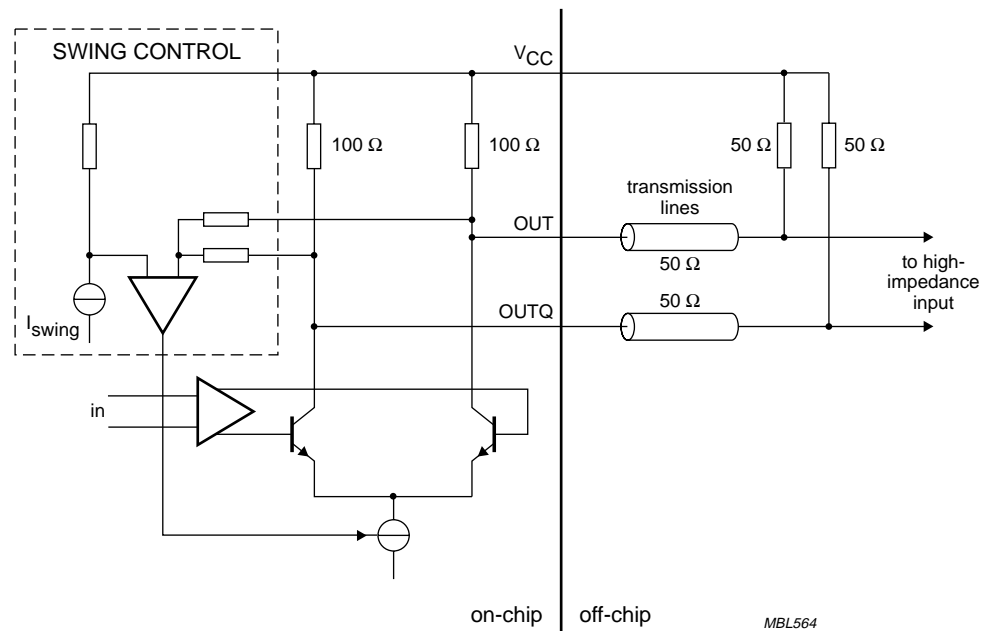 SWING CONTROL
VCC
100 Ω
100 Ω
50 Ω
50 Ω
transmission
lines
OUT
50 Ω
to high-
impedance
input
Iswing
50 Ω
OUTQ
in
on-chip
off-chip
MBL564